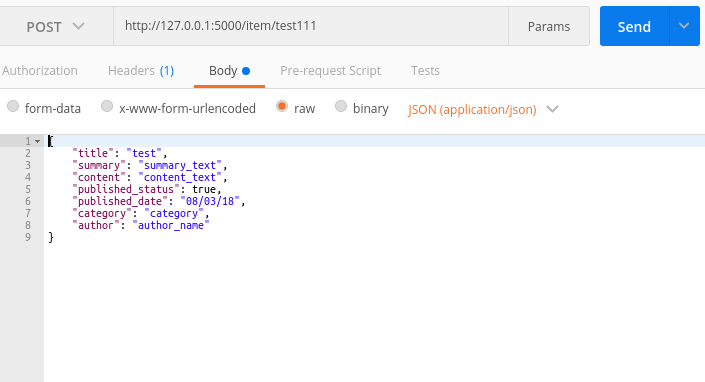 POST http://127.0.0.1:5000/item/test111 Params Send
Authorization Headers (1) Body Pre-request Script Tests
form-data x-www-form-urlencoded raw binary JSON (application/json)
1 {
2 "title": "test",
3 "summary": "summary_text",
4 "content": "content_text",
5 "published_status": true,
6 "published_date": "08/03/18",
7 "category": "category",
8 "author": "author_name"
9 }